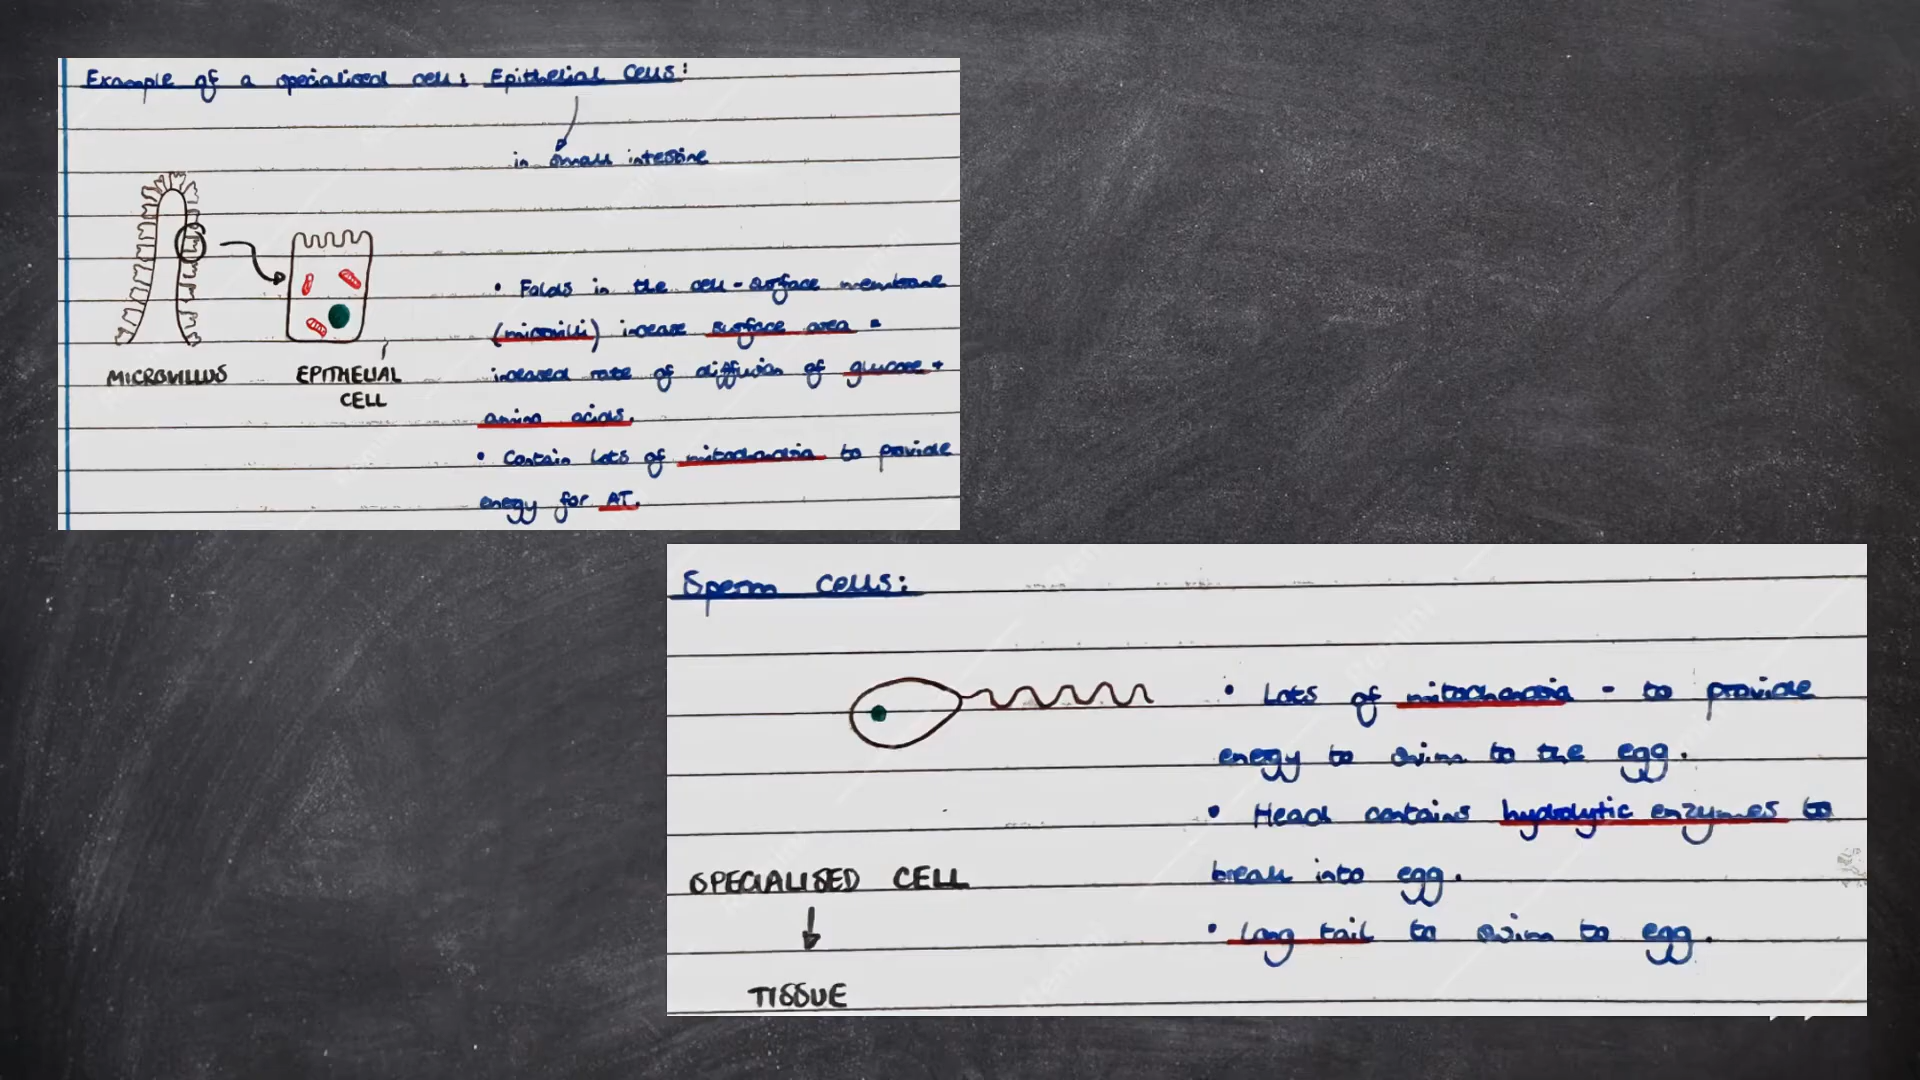 Example of a specialised cell: Epithelial Cells:
in small intestine
MICROVILLUS
EPITHELIAL
CELL
• Folds in the cell-surface membrane
(microvilli) increase surface area =
increased rate of diffusion of glucose +
amino acids.
• Contain lots of mitochondria to provide
energy for AT.
Sperm Cells:
• Lots of mitochondria - to provide
energy to swim to the egg.
• Head contains hydrolytic enzymes to
break into egg.
• Long tail to swim to egg.
SPECIALISED CELL
TISSUE